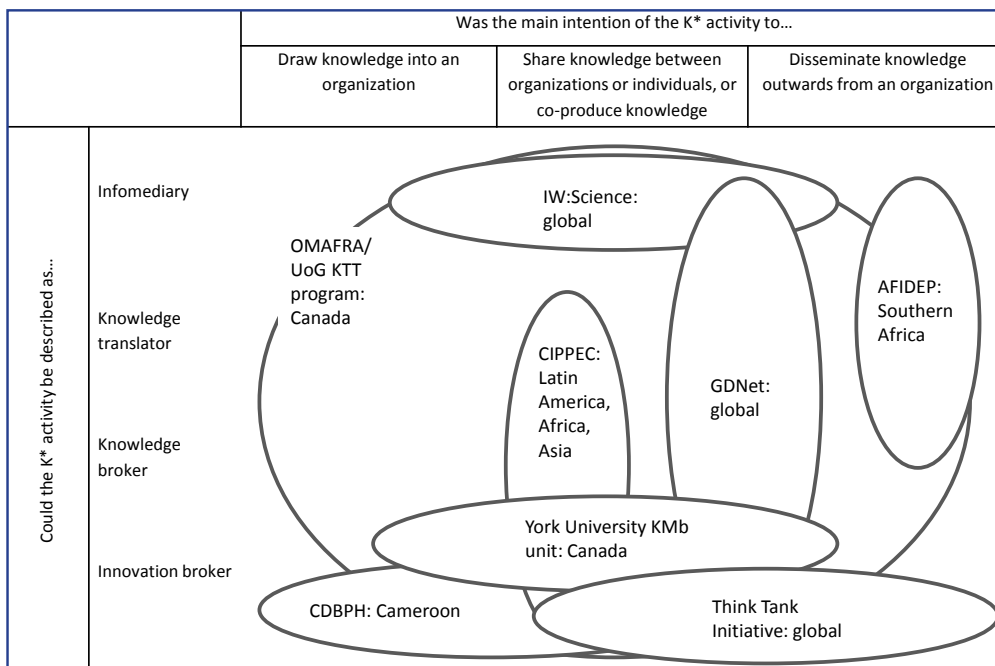 Was the main intention of the K* activity to…
Draw knowledge into an
organization
Share knowledge between
organizations or individuals, or
co-produce knowledge
Disseminate knowledge
outwards from an organization
Could the K* activity be described as…
Infomediary
Knowledge
translator
Knowledge
broker
Innovation broker
IW:Science:
global
OMAFRA/
UoG KTT
program:
Canada
AFIDEP:
Southern
Africa
CIPPEC:
Latin
America,
Africa,
Asia
GDNet:
global
York University KMb
unit: Canada
CDBPH: Cameroon
Think Tank
Initiative: global